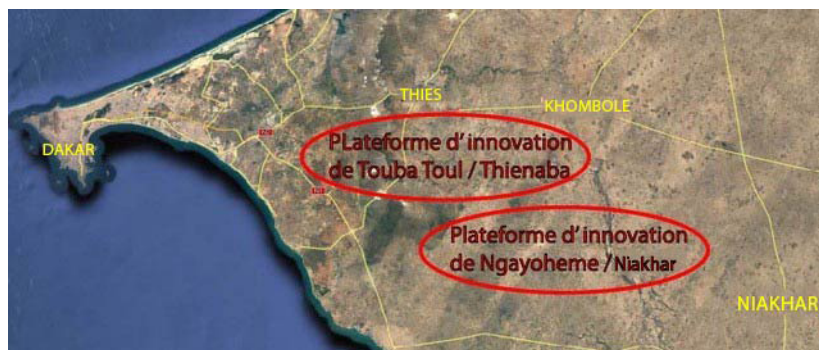 THIES
KHOMBOLE
DAKAR
PLateforme d'innovation
de Touba Toul / Thienaba
Plateforme d'innovation
de Ngayoheme / Niakhar
NIAKHAR